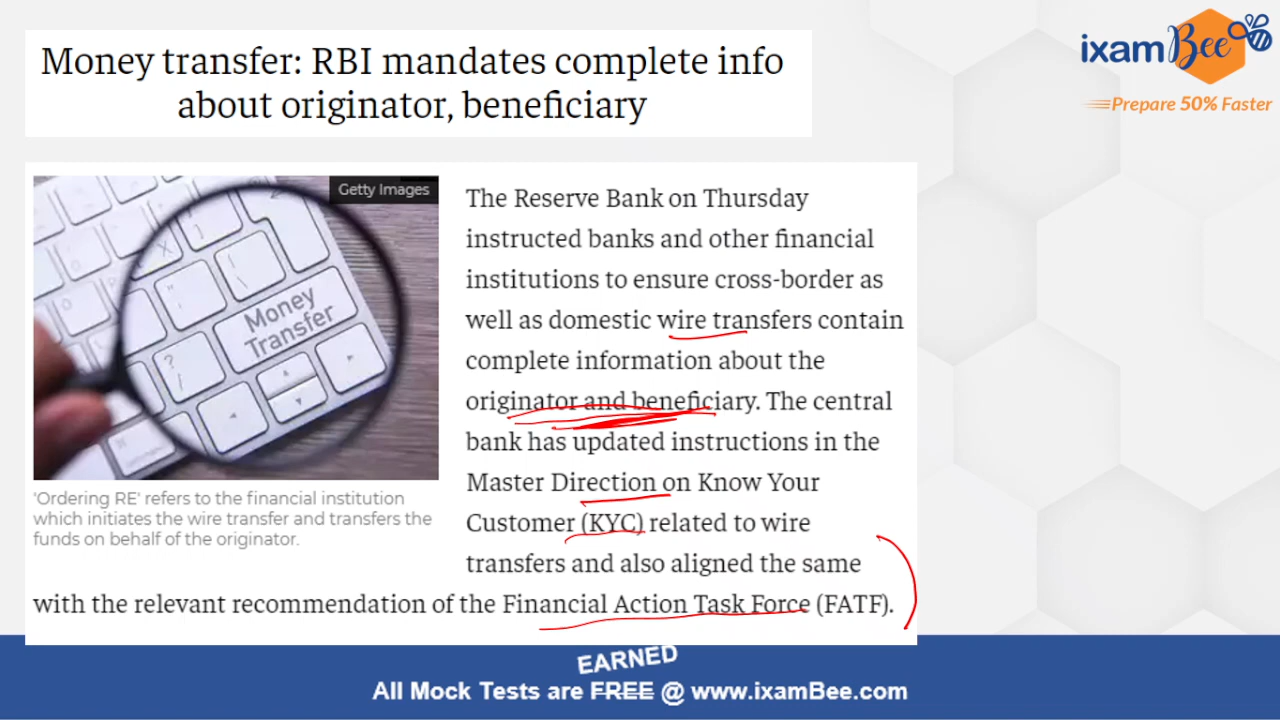 ixamBee
Prepare 50% Faster
Money transfer: RBI mandates complete info
about originator, beneficiary
Getty Images
Money
Transfer
'Ordering RE' refers to the financial institution
which initiates the wire transfer and transfers the
funds on behalf of the originator.
The Reserve Bank on Thursday
instructed banks and other financial
institutions to ensure cross-border as
well as domestic wire transfers contain
complete information about the
originator and beneficiary. The central
bank has updated instructions in the
Master Direction on Know Your
Customer (KYC) related to wire
transfers and also aligned the same
with the relevant recommendation of the Financial Action Task Force (FATF).
EARNED
All Mock Tests are FREE @ www.ixamBee.com